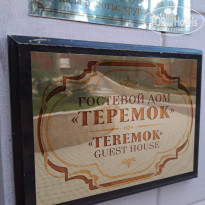 ГОСТЕВОЙ ДОМ
«ТЕРЕМОК»
«TEREMOK»
GUEST HOUSE